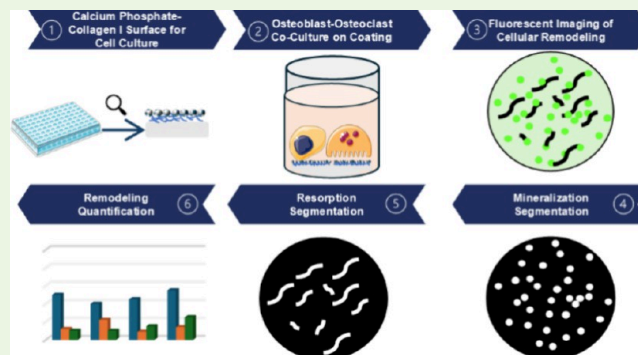 1
Calcium Phosphate-
Collagen I Surface for
Cell Culture
2
Osteoblast-Osteoclast
Co-Culture on Coating
3
Fluorescent Imaging of
Cellular Remodeling
Remodeling
Quantification
6
Resorption
Segmentation
5
Mineralization
Segmentation
4